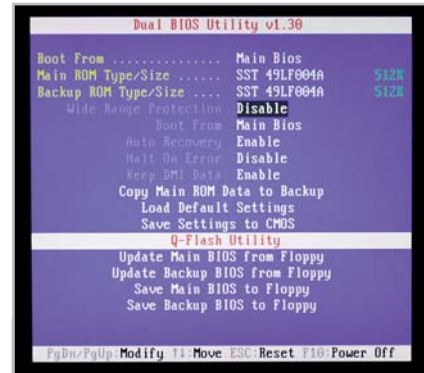 Dual BIOS Utility v1.30
Boot From ............... Main Bios
Main ROM Type/Size ...... SST 49LF004A 512K
Backup ROM Type/Size .... SST 49LF004A 512K
Wide Range Protection Disable
Boot From Main Bios
Auto Recovery Enable
Halt On Error Disable
Keep DMI Data Enable
Copy Main ROM Data to Backup
Load Default Settings
Save Settings to CMOS
Q-Flash Utility
Update Main BIOS from Floppy
Update Backup BIOS from Floppy
Save Main BIOS to Floppy
Save Backup BIOS to Floppy
PgDn/PgUp:Modify ↑↓:Move ESC:Reset F10:Power Off